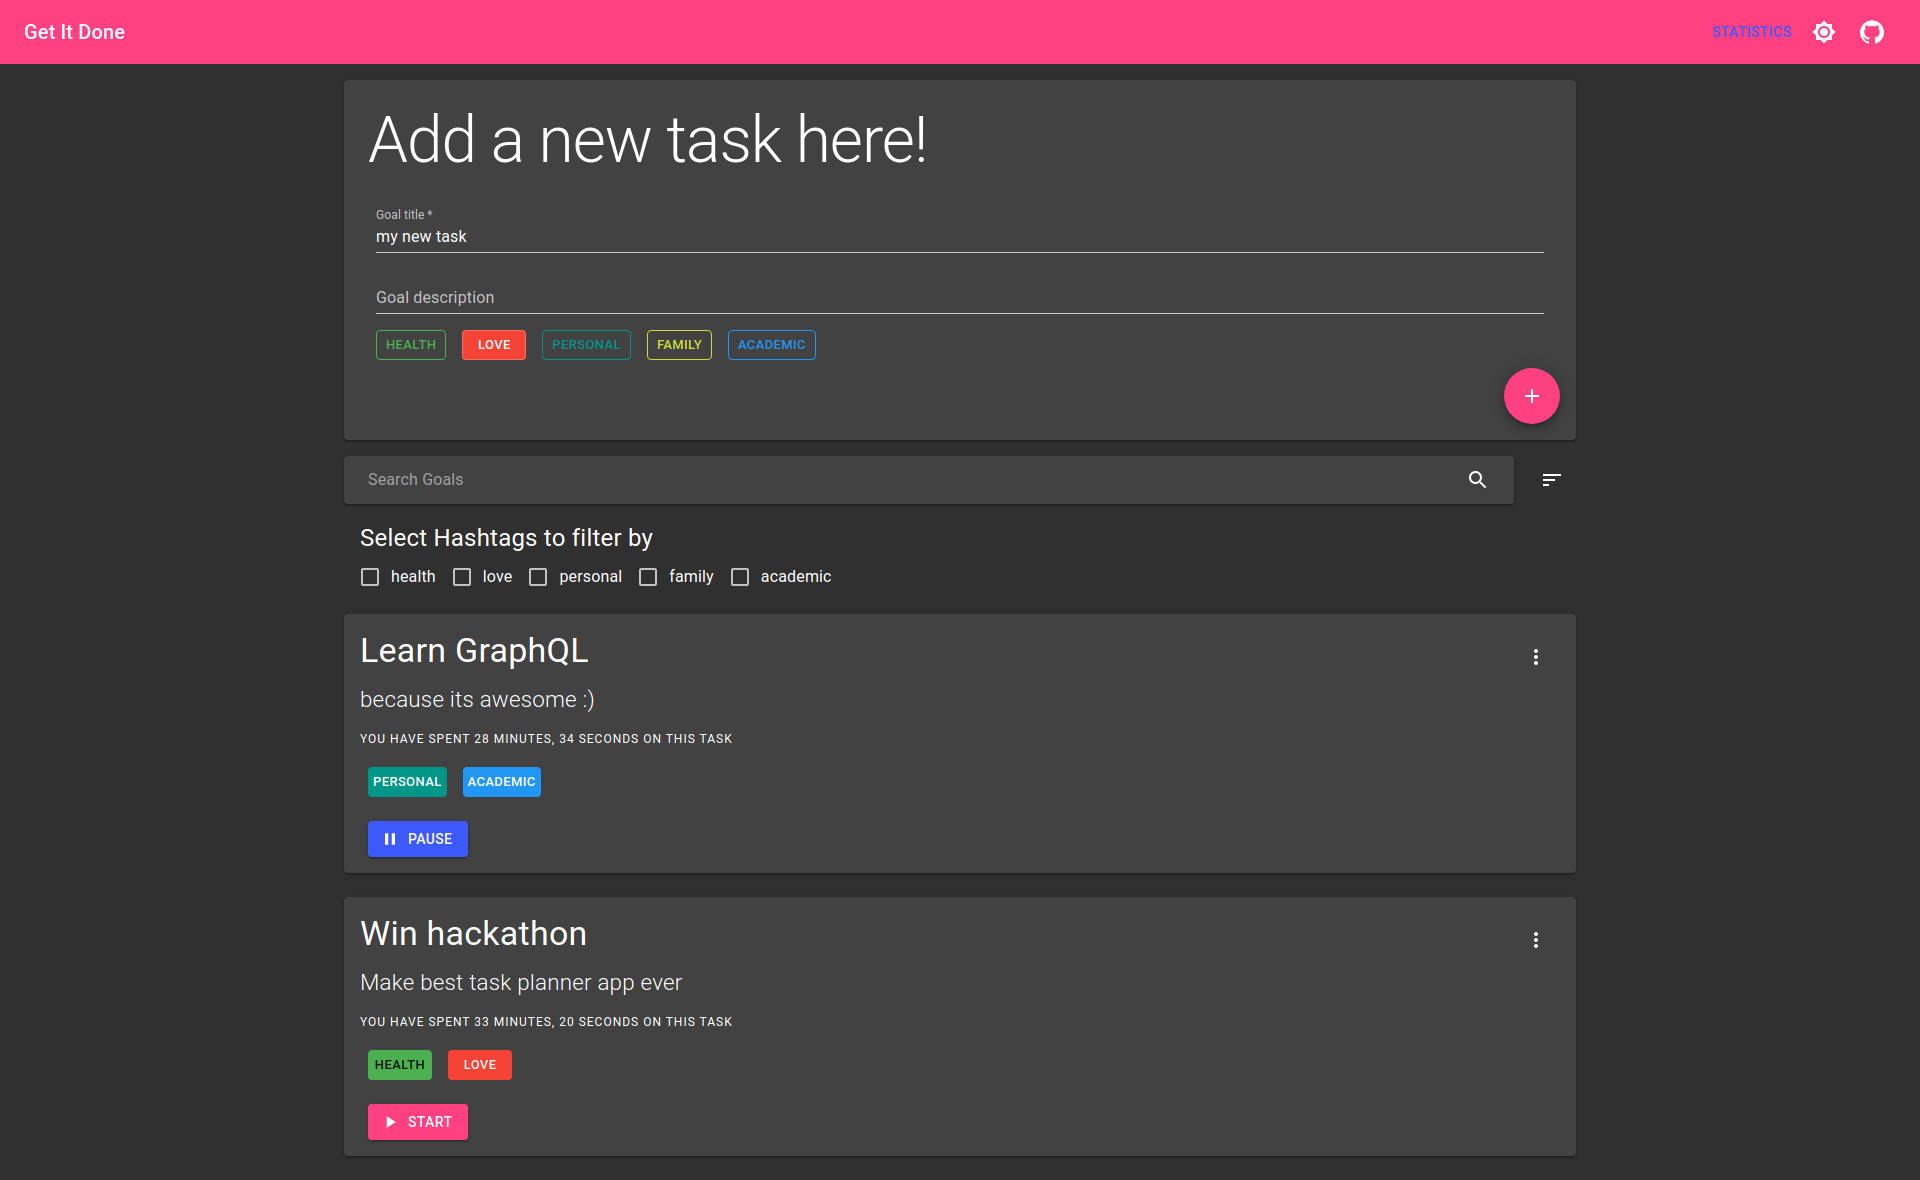 Get It Done
STATISTICS
Add a new task here!
Goal title *
my new task
Goal description
HEALTH LOVE PERSONAL FAMILY ACADEMIC
Search Goals
Select Hashtags to filter by
health love personal family academic
Learn GraphQL
because its awesome :)
YOU HAVE SPENT 28 MINUTES, 34 SECONDS ON THIS TASK
PERSONAL ACADEMIC
PAUSE
Win hackathon
Make best task planner app ever
YOU HAVE SPENT 33 MINUTES, 20 SECONDS ON THIS TASK
HEALTH LOVE
START